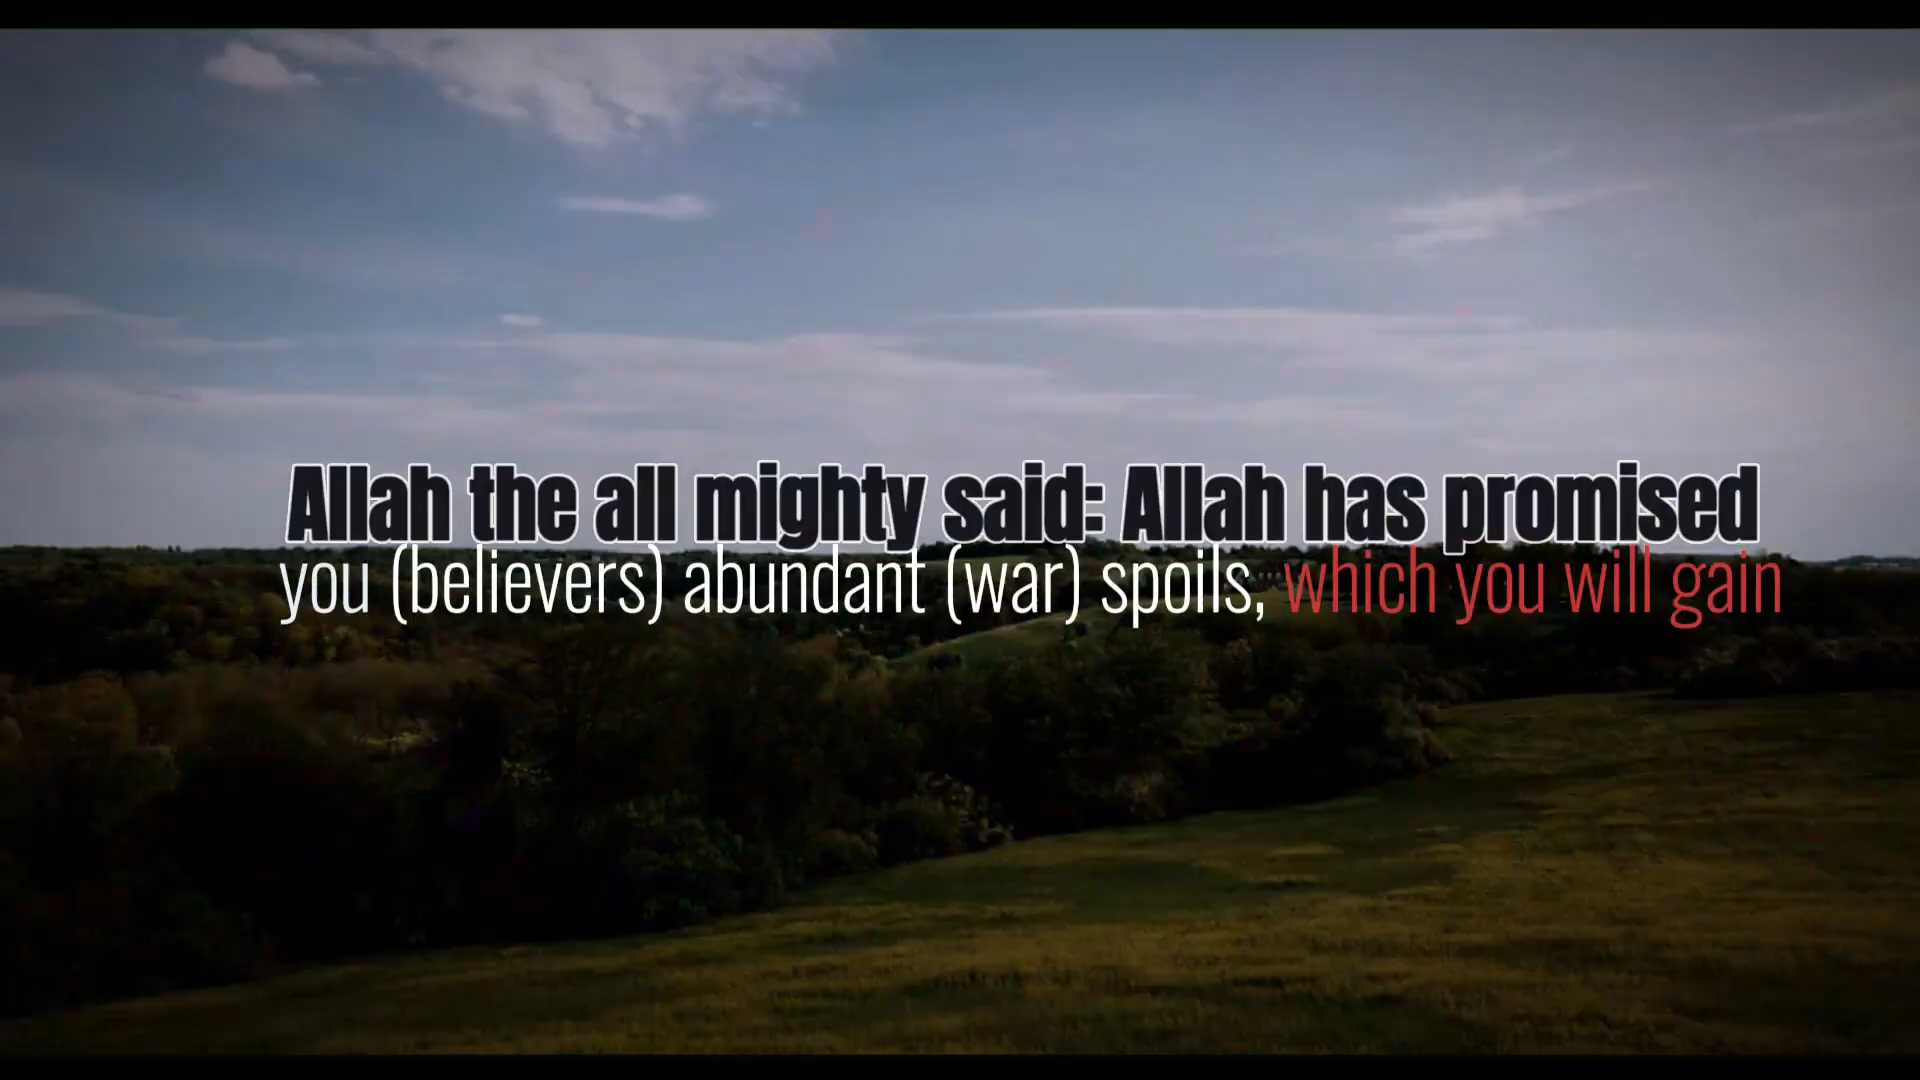 Allah the all mighty said: Allah has promised
you (believers) abundant (war) spoils, which you will gain